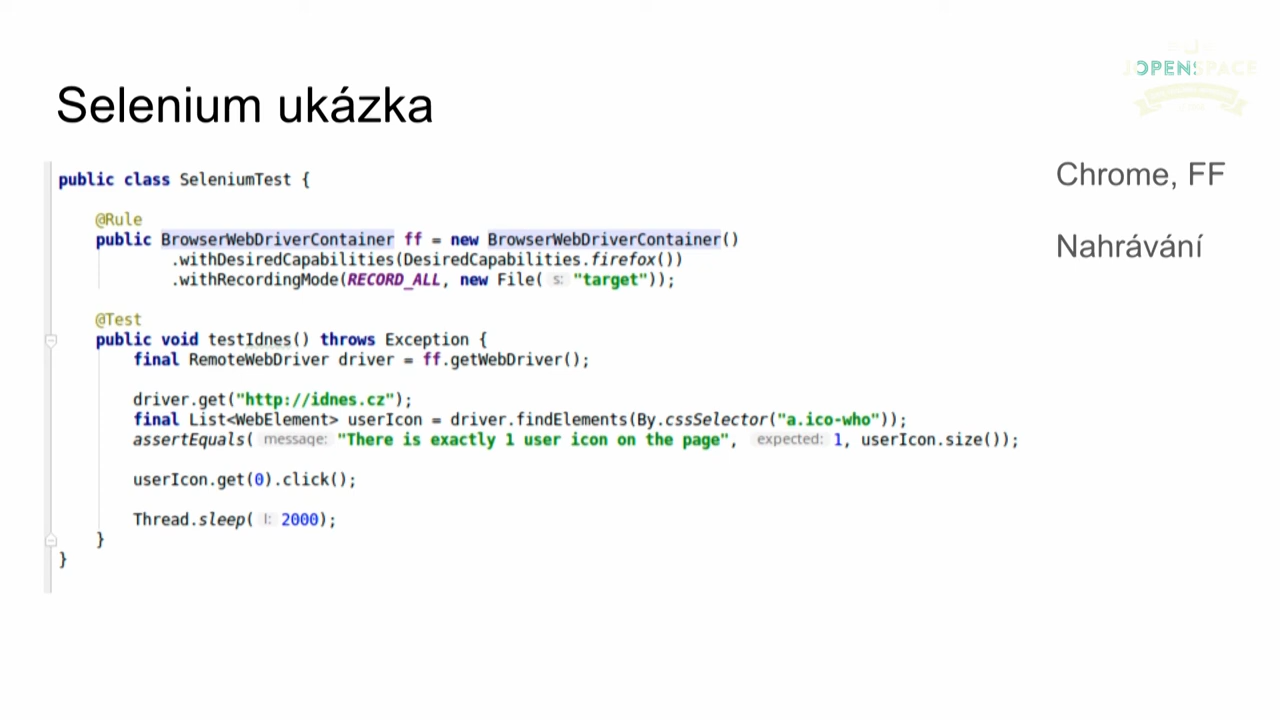 JOPENSPACE
Selenium ukázka
Chrome, FF
Nahrávání
public class SeleniumTest {
@Rule
public BrowserWebDriverContainer ff = new BrowserWebDriverContainer()
.withDesiredCapabilities(DesiredCapabilities.firefox())
.withRecordingMode(RECORD_ALL, new File( s: "target"));
@Test
public void testIdnes() throws Exception {
final RemoteWebDriver driver = ff.getWebDriver();
driver.get("http://idnes.cz");
final List<WebElement> userIcon = driver.findElements(By.cssSelector("a.ico-who"));
assertEquals( message: "There is exactly 1 user icon on the page", expected: 1, userIcon.size());
userIcon.get(0).click();
Thread.sleep( l: 2000);
}
}